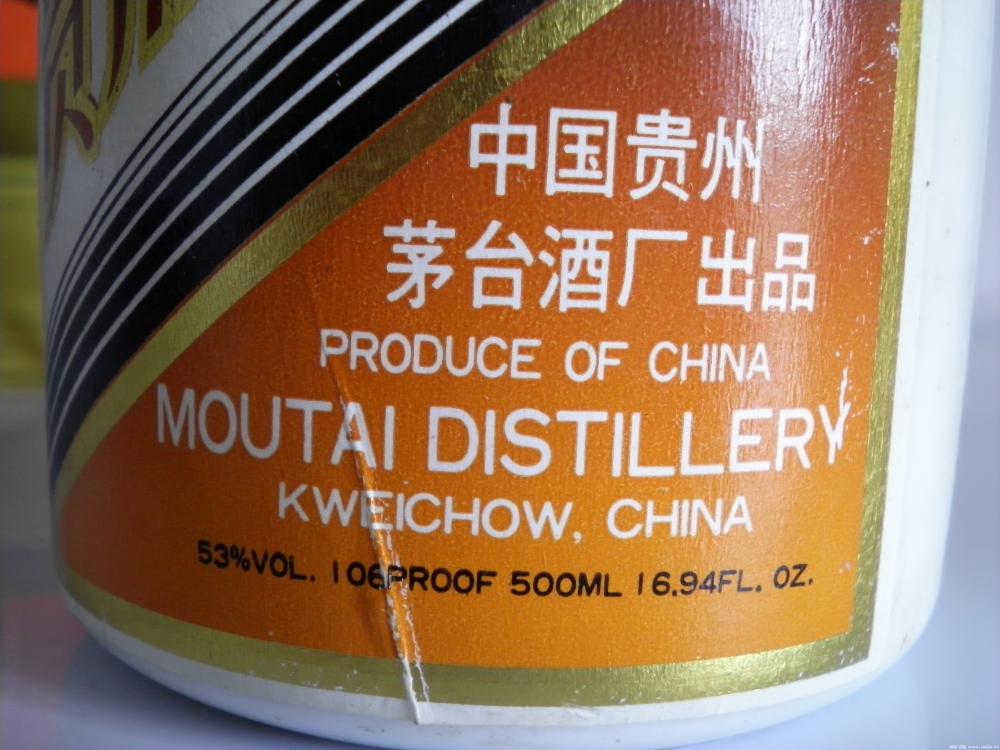 中国贵州
茅台酒厂出品
PRODUCE OF CHINA
MOUTAI DISTILLERY
KWEICHOW, CHINA
53%VOL. 106PROOF 500ML 16.94FL. OZ.